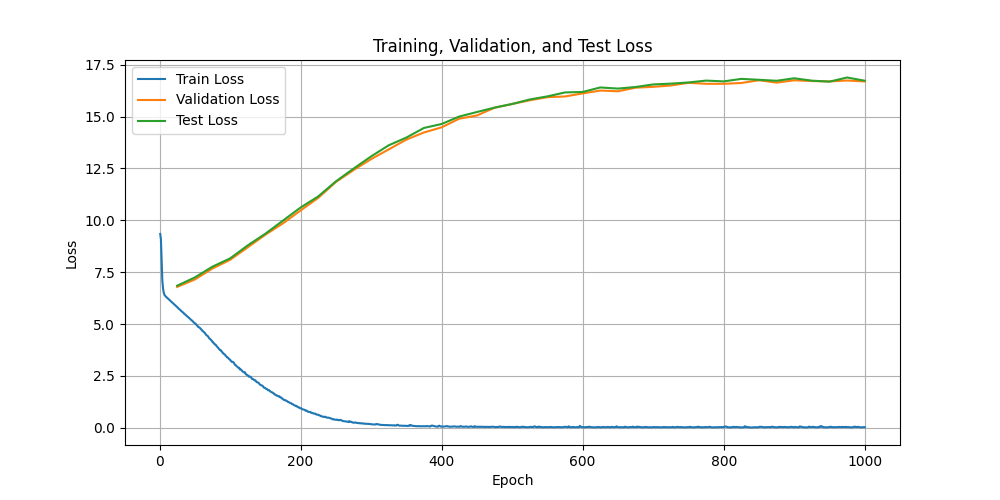 Training, Validation, and Test Loss
Train Loss
Validation Loss
Test Loss
17.5
15.0
12.5
10.0
7.5
5.0
2.5
0.0
Loss
0 200 400 600 800 1000
Epoch